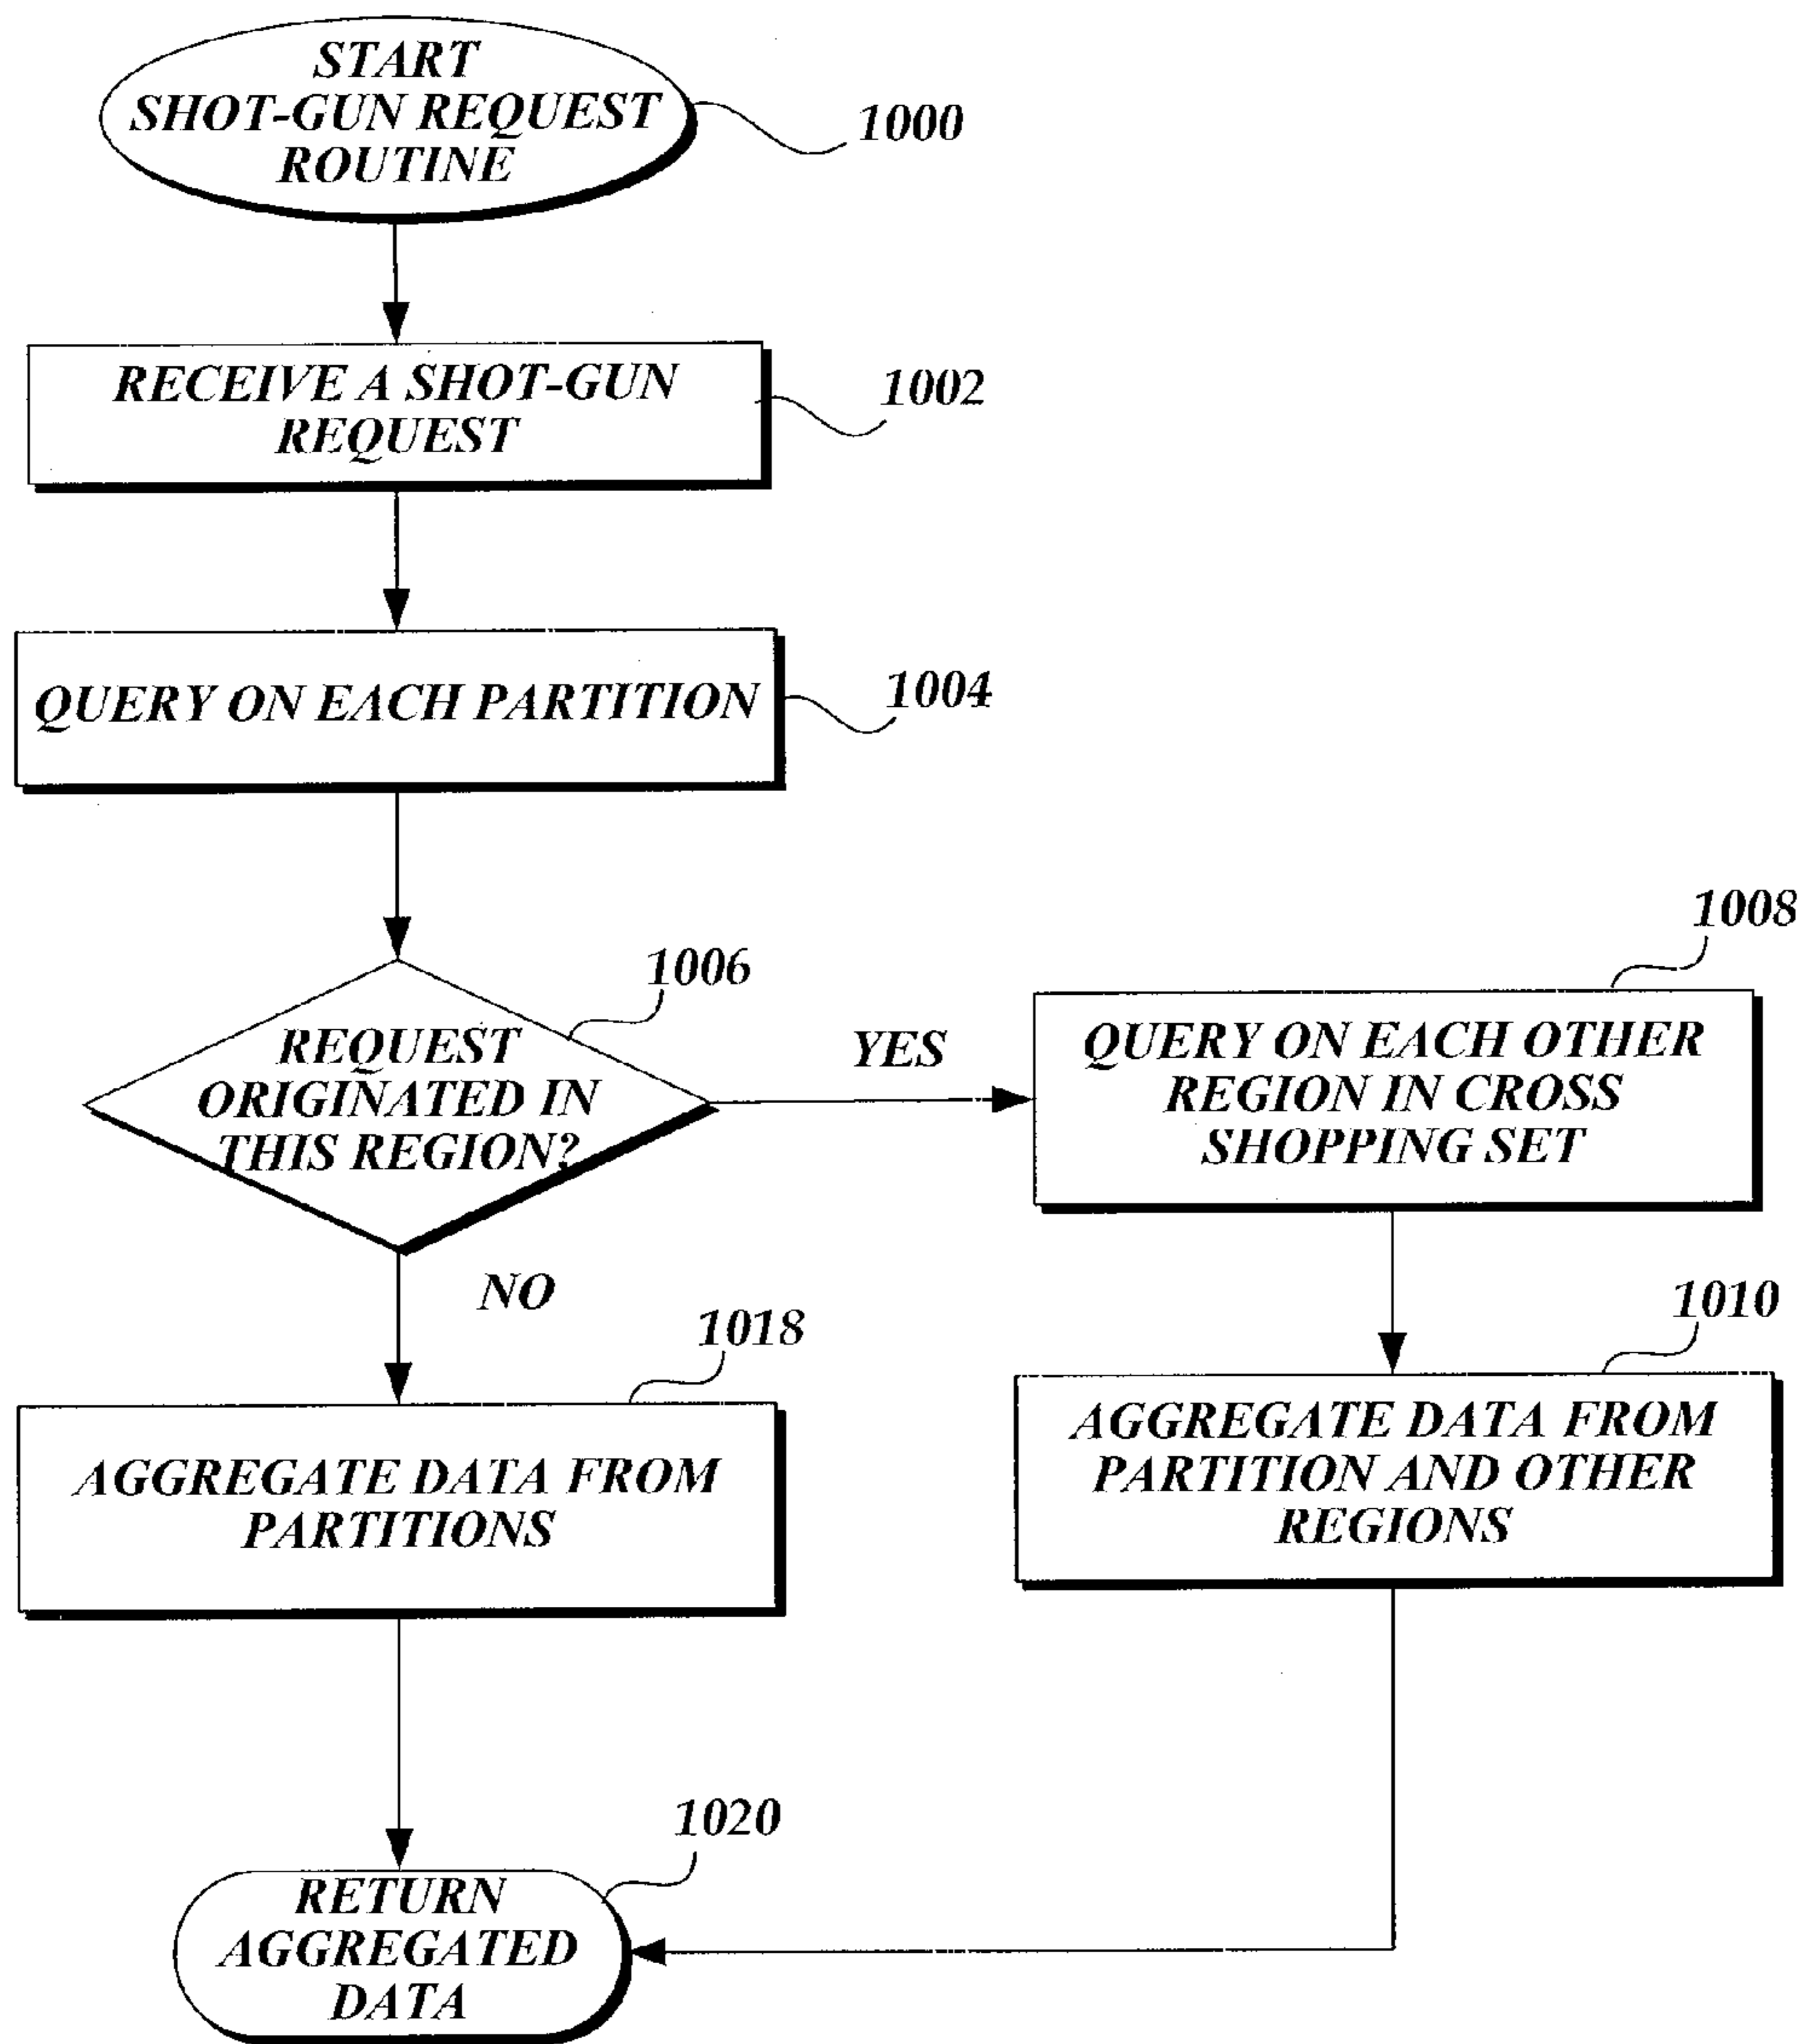 START
SHOT-GUN REQUEST
ROUTINE
1000
RECEIVE A SHOT-GUN
REQUEST
1002
QUERY ON EACH PARTITION
1004
1006
REQUEST
ORIGINATED IN
THIS REGION?
YES
1008
QUERY ON EACH OTHER
REGION IN CROSS
SHOPPING SET
NO
1018
AGGREGATE DATA FROM
PARTITIONS
1010
AGGREGATE DATA FROM
PARTITION AND OTHER
REGIONS
1020
RETURN
AGGREGATED
DATA